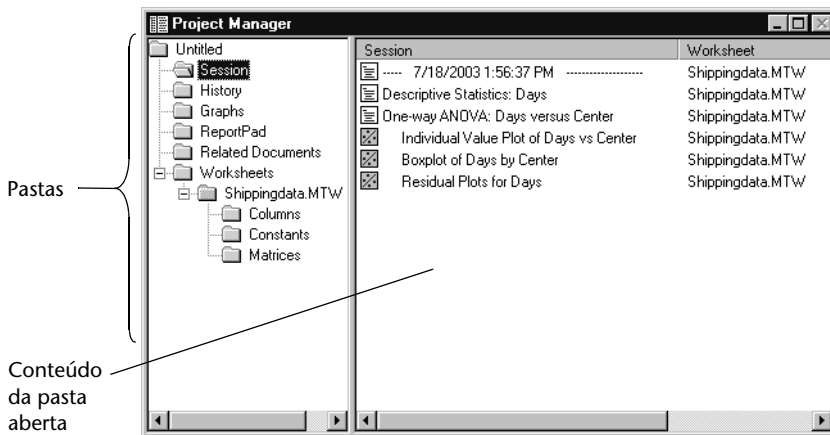 Project Manager
Untitled
Session
History
Graphs
ReportPad
Related Documents
Worksheets
Shippingdata.MTW
Columns
Constants
Matrices
Session Worksheet
----- 7/18/2003 1:56:37 PM ------------------- Shippingdata.MTW
Descriptive Statistics: Days Shippingdata.MTW
One-way ANOVA: Days versus Center Shippingdata.MTW
Individual Value Plot of Days vs Center Shippingdata.MTW
Boxplot of Days by Center Shippingdata.MTW
Residual Plots for Days Shippingdata.MTW
Pastas
Conteúdo
da pasta
aberta